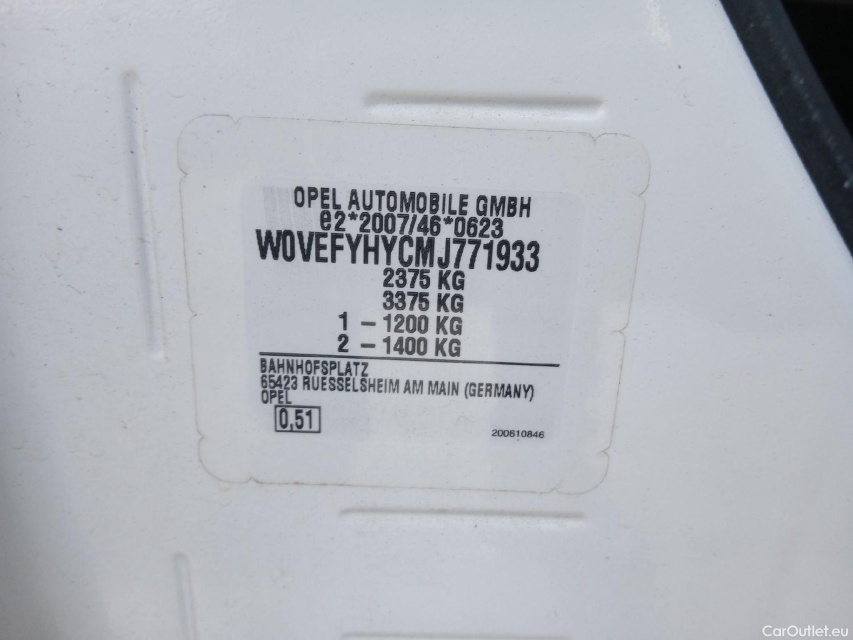 OPEL AUTOMOBILE GMBH
e2*2007/46*0623
W0VEFYHYCMJ771933
2375 KG
3375 KG
1 - 1200 KG
2 - 1400 KG
BAHNHOFSPLATZ
65423 RUESSELSHEIM AM MAIN (GERMANY)
OPEL
0,51
200610846
CarOutlet.eu